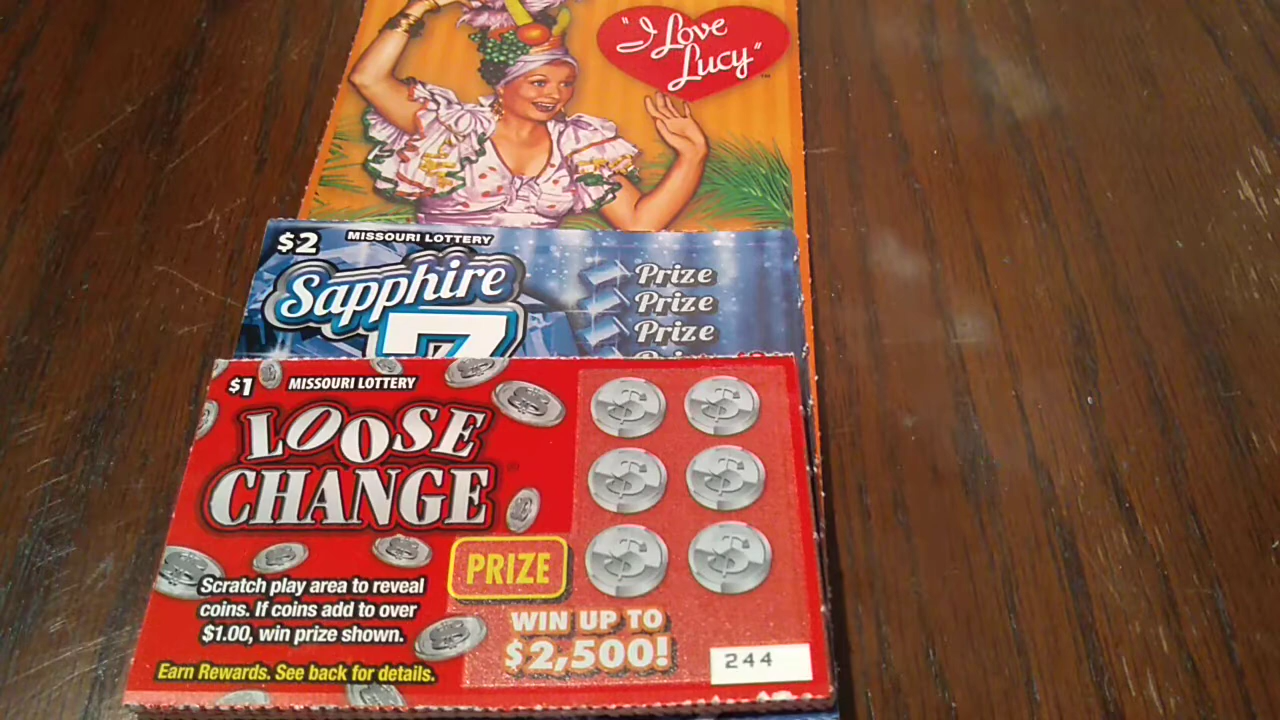 "I Love
Lucy"™
$2 MISSOURI LOTTERY
Sapphire
7
Prize
Prize
Prize
$1 MISSOURI LOTTERY
LOOSE
CHANGE®
PRIZE
Scratch play area to reveal
coins. If coins add to over
$1.00, win prize shown.
WIN UP TO
$2,500!
244
Earn Rewards. See back for details.